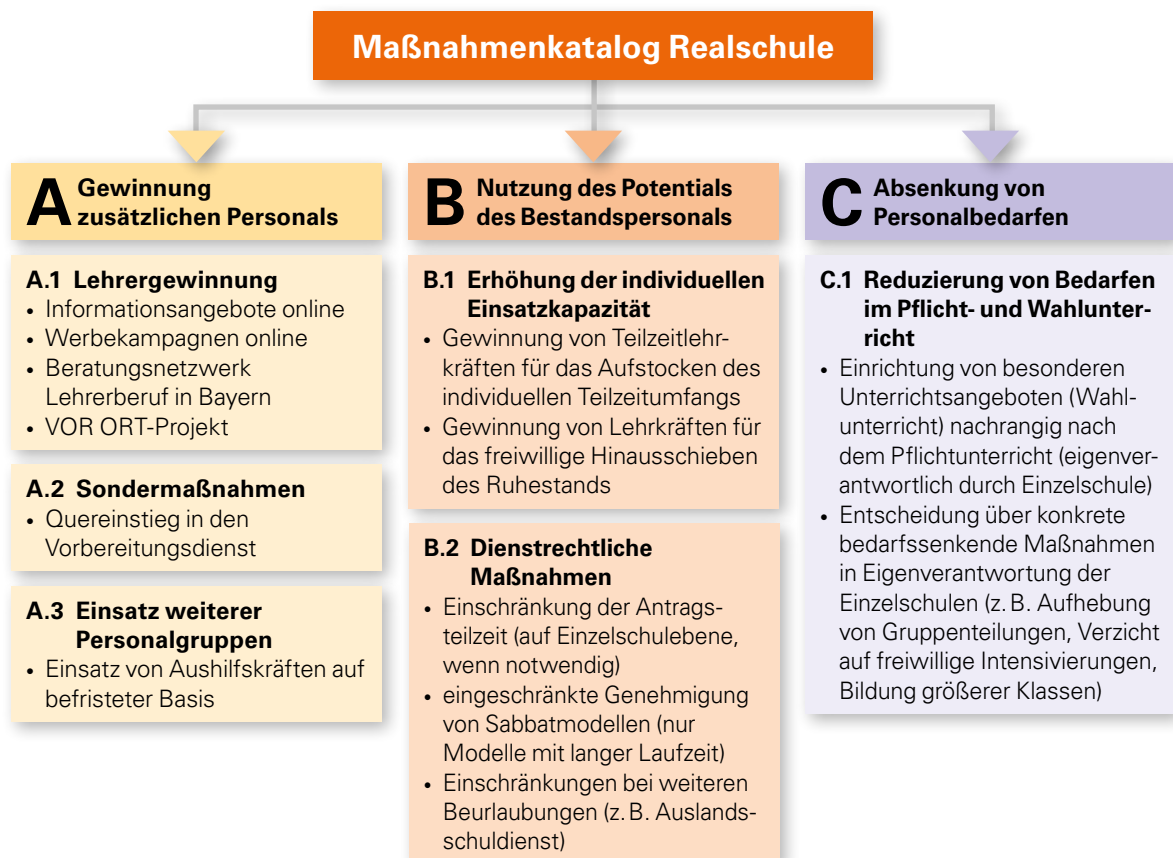 Maßnahmenkatalog Realschule
A Gewinnung
zusätzlichen Personals
A.1 Lehrergewinnung
• Informationsangebote online
• Werbekampagnen online
• Beratungsnetzwerk
Lehrerberuf in Bayern
• VOR ORT-Projekt
A.2 Sondermaßnahmen
• Quereinstieg in den
Vorbereitungsdienst
A.3 Einsatz weiterer
Personalgruppen
• Einsatz von Aushilfskräften auf
befristeter Basis
B Nutzung des Potentials
des Bestandspersonals
B.1 Erhöhung der individuellen
Einsatzkapazität
• Gewinnung von Teilzeitlehr-
kräften für das Aufstocken des
individuellen Teilzeitumfangs
• Gewinnung von Lehrkräften für
das freiwillige Hinausschieben
des Ruhestands
B.2 Dienstrechtliche
Maßnahmen
• Einschränkung der Antrags-
teilzeit (auf Einzelschulebene,
wenn notwendig)
• eingeschränkte Genehmigung
von Sabbatmodellen (nur
Modelle mit langer Laufzeit)
• Einschränkungen bei weiteren
Beurlaubungen (z. B. Auslands-
schuldienst)
C Absenkung von
Personalbedarfen
C.1 Reduzierung von Bedarfen
im Pflicht- und Wahlunter-
richt
• Einrichtung von besonderen
Unterrichtsangeboten (Wahl-
unterricht) nachrangig nach
dem Pflichtunterricht (eigenver-
antwortlich durch Einzelschule)
• Entscheidung über konkrete
bedarfssenkende Maßnahmen
in Eigenverantwortung der
Einzelschulen (z. B. Aufhebung
von Gruppenteilungen, Verzicht
auf freiwillige Intensivierungen,
Bildung größerer Klassen)